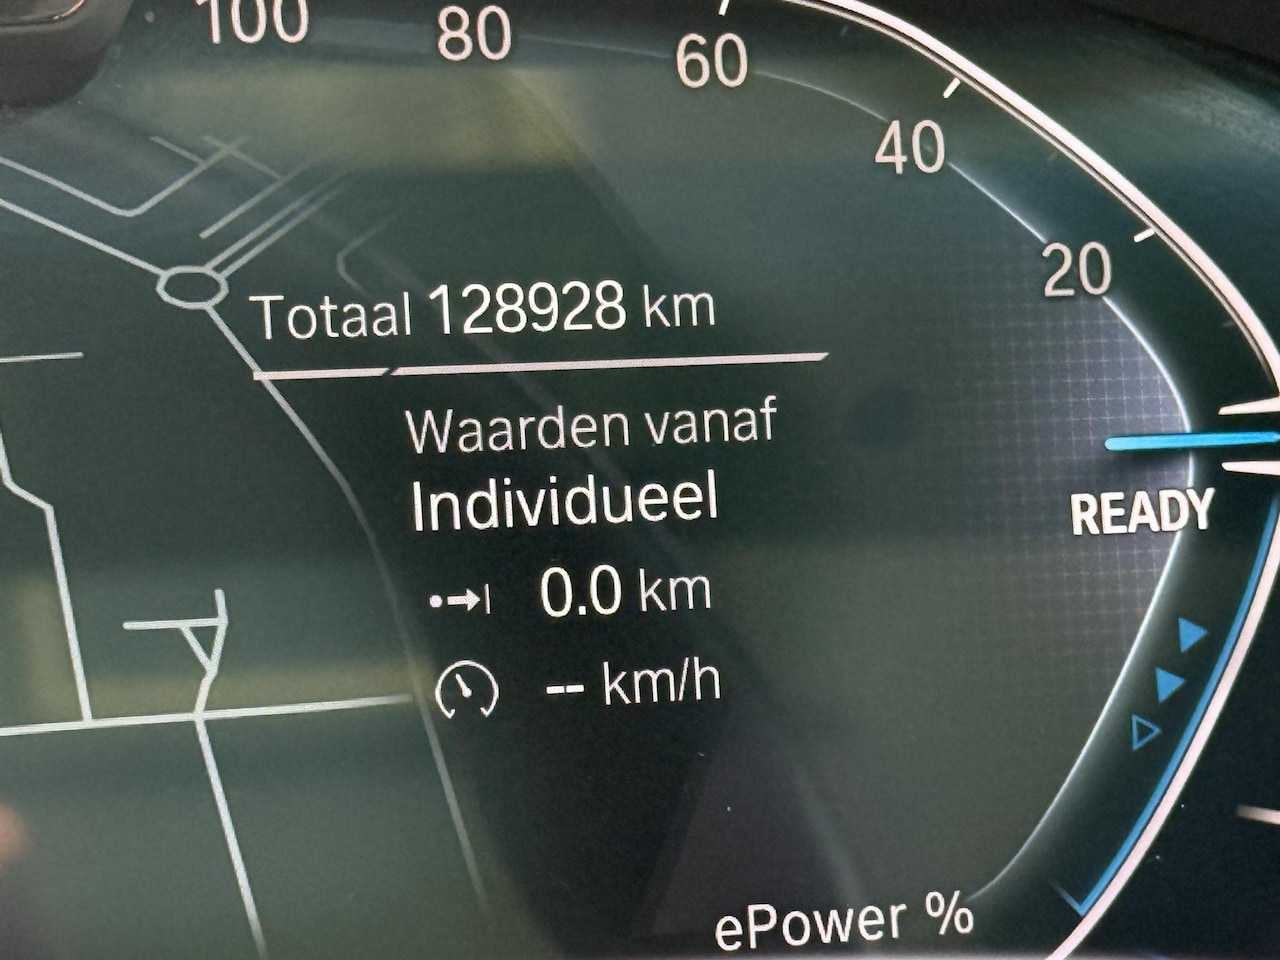 100 80 60 40 20
Totaal 128928 km
Waarden vanaf
Individueel
0.0 km
-- km/h
READY
ePower %